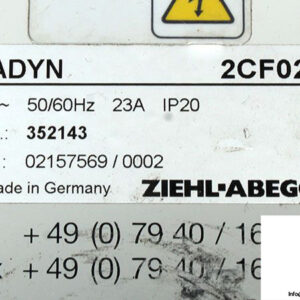 ADYN 2CF02
~ 50/60Hz 23A IP20
.: 352143
: 02157569 / 0002
ade in Germany ZIEHL-ABEGG
+ 49 (0) 79 40 / 16
x + 49 (0) 79 40 / 16
Info